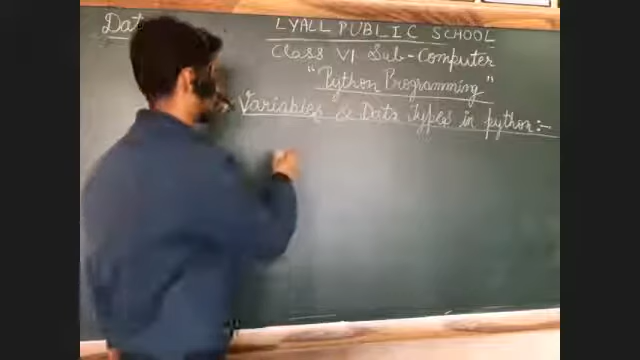 Dat
LYALL PUBLIC SCHOOL
Class VI Sub-Computer
"Python Programming"
Variables & Data Types in python:-